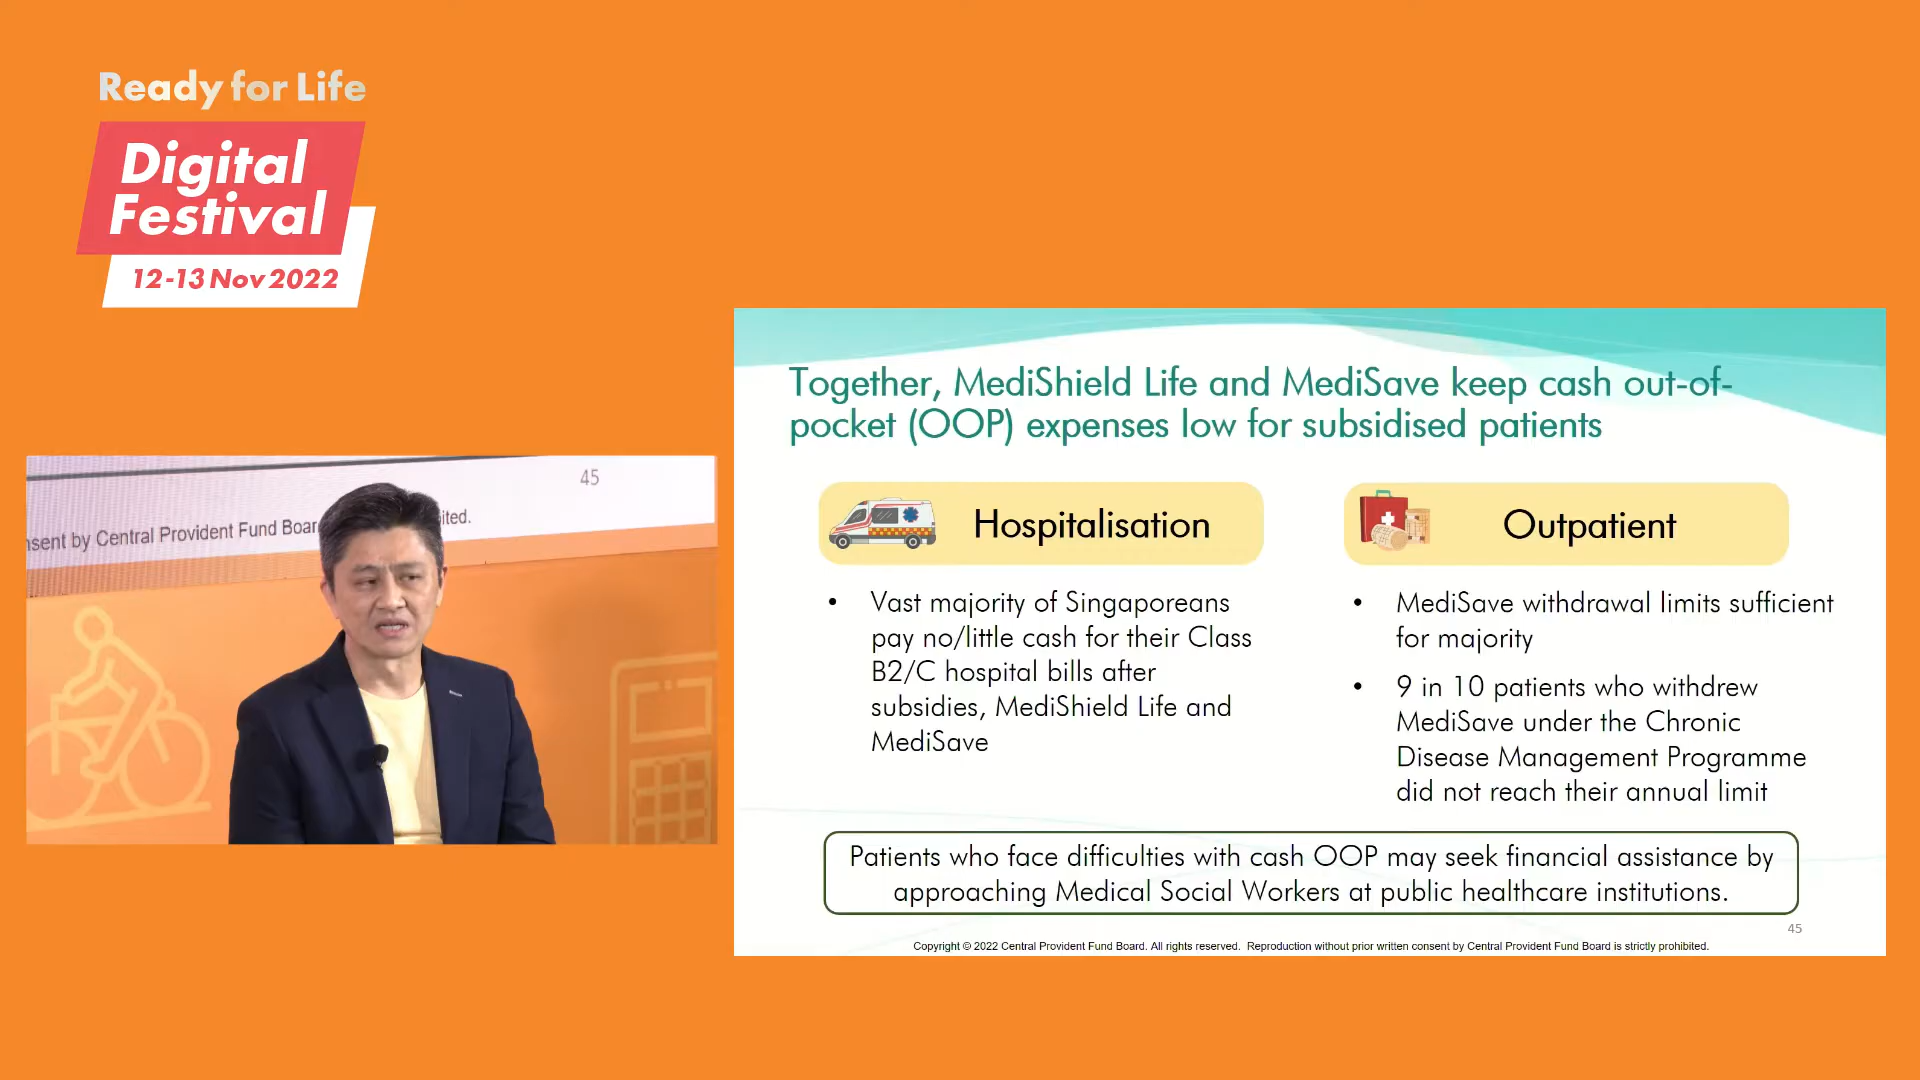 Ready for Life
Digital
Festival
12-13 Nov 2022
45
nsent by Central Provident Fund Boar
ited.
Together, MediShield Life and MediSave keep cash out-of-
pocket (OOP) expenses low for subsidised patients
Hospitalisation
• Vast majority of Singaporeans
pay no/little cash for their Class
B2/C hospital bills after
subsidies, MediShield Life and
MediSave
Outpatient
• MediSave withdrawal limits sufficient
for majority
• 9 in 10 patients who withdrew
MediSave under the Chronic
Disease Management Programme
did not reach their annual limit
Patients who face difficulties with cash OOP may seek financial assistance by
approaching Medical Social Workers at public healthcare institutions.
45
Copyright © 2022 Central Provident Fund Board. All rights reserved. Reproduction without prior written consent by Central Provident Fund Board is strictly prohibited.